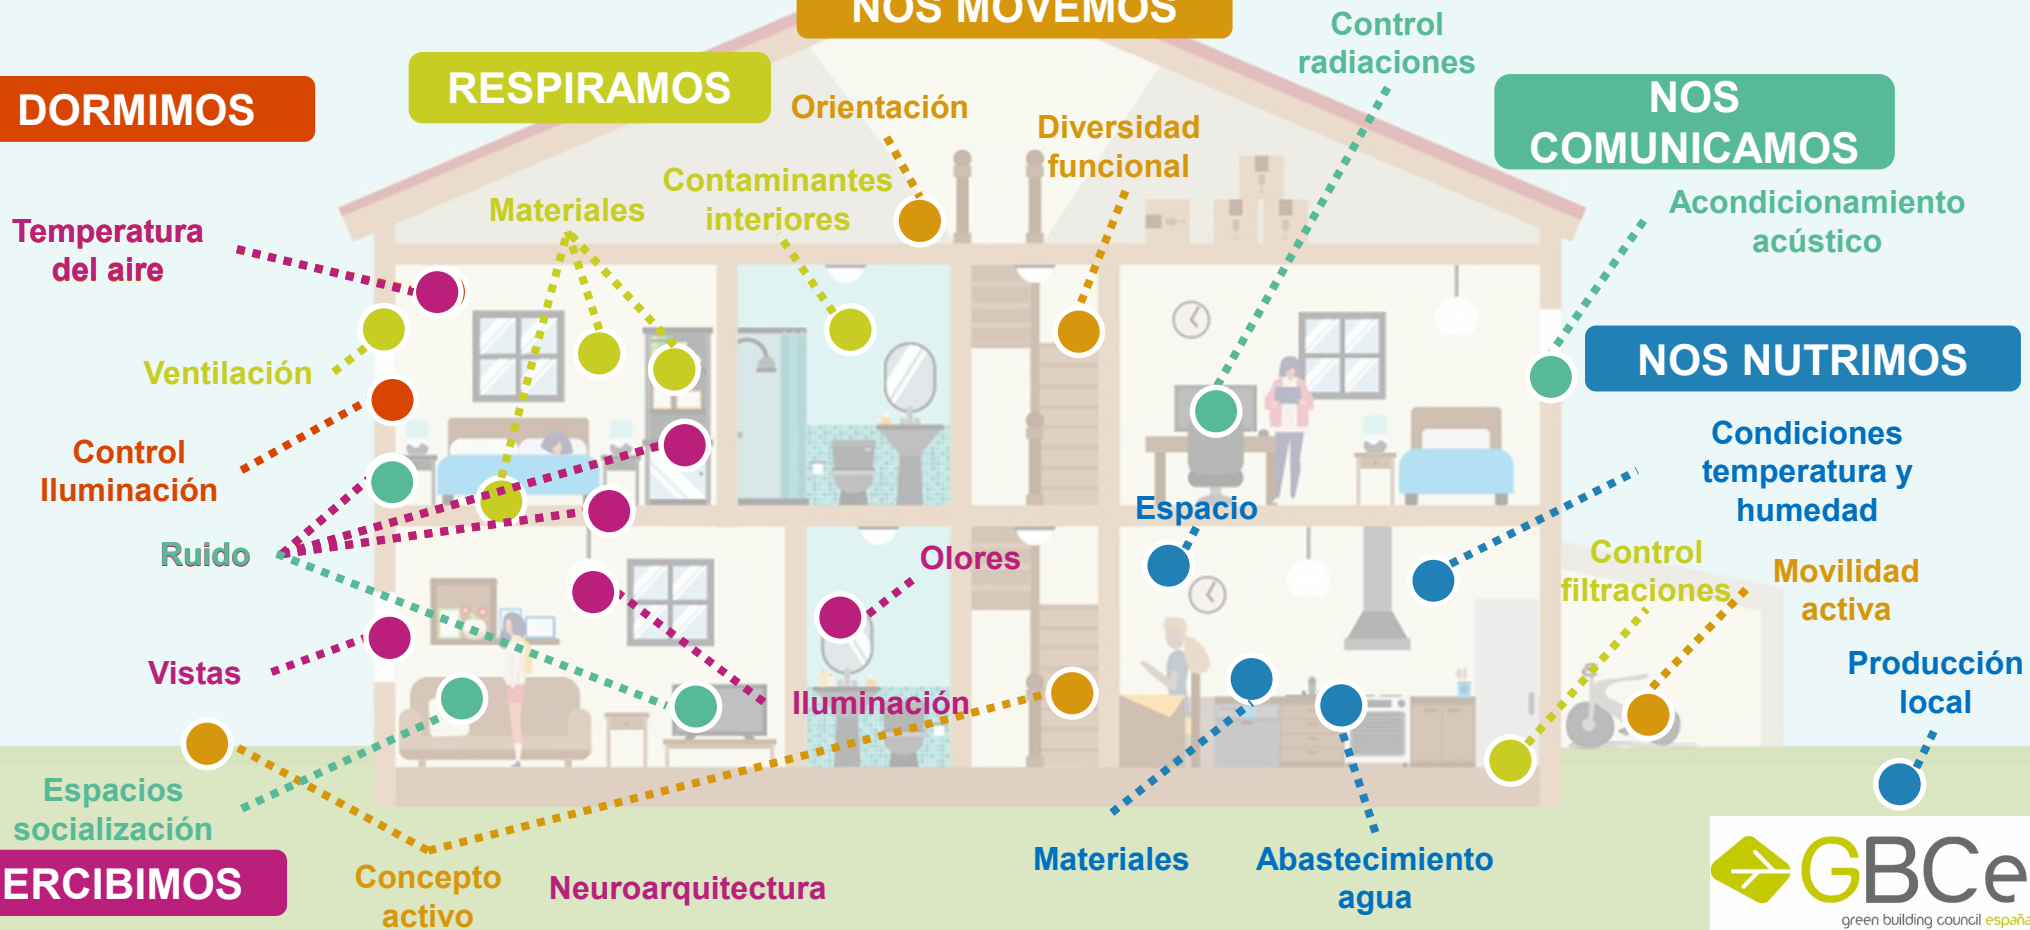 NOS MOVEMOS
Control
radiaciones
DORMIMOS
RESPIRAMOS
Orientación
Diversidad
funcional
NOS
COMUNICAMOS
Contaminantes
interiores
Materiales
Temperatura
del aire
Acondicionamiento
acústico
Ventilación
NOS NUTRIMOS
Control
Iluminación
Condiciones
temperatura y
humedad
Espacio
Ruido
Olores
Control
filtraciones
Movilidad
activa
Vistas
Iluminación
Producción
local
Espacios
socialización
Materiales
Abastecimiento
agua
ERCIBIMOS
Concepto
activo
Neuroarquitectura
GBCe
green building council españa